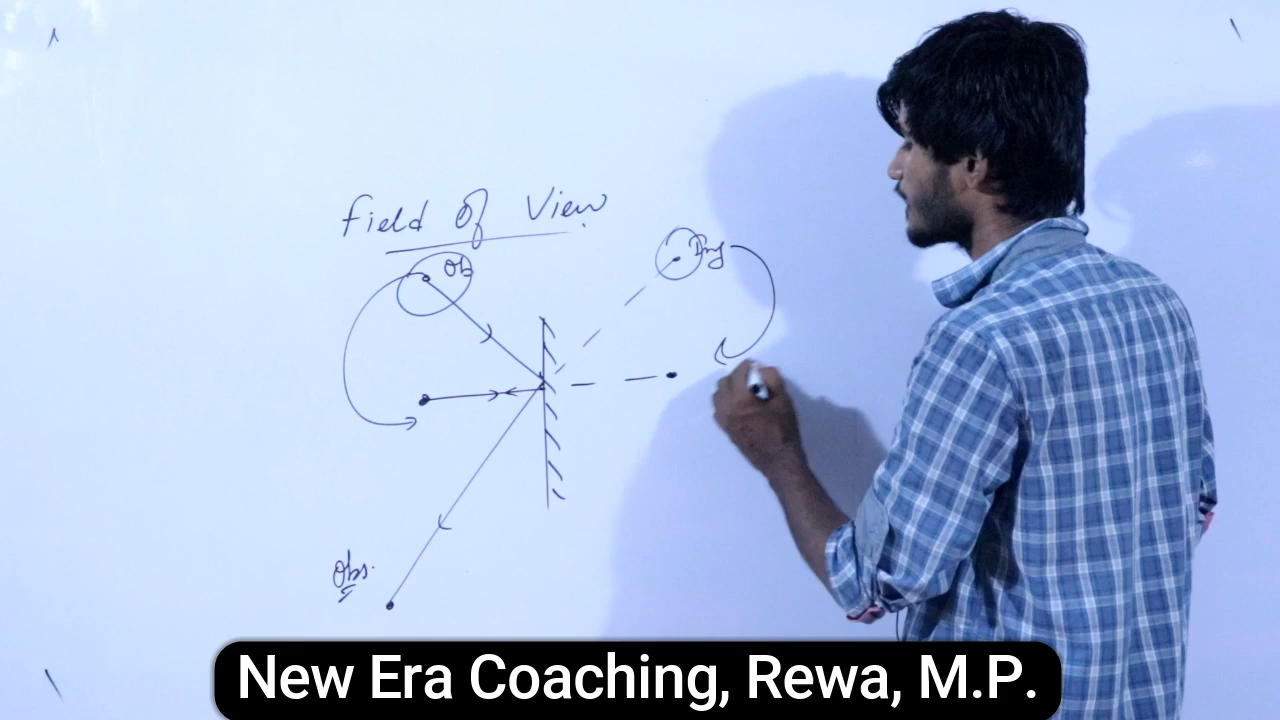 Field of View
Ob
Img
Obs.
New Era Coaching, Rewa, M.P.